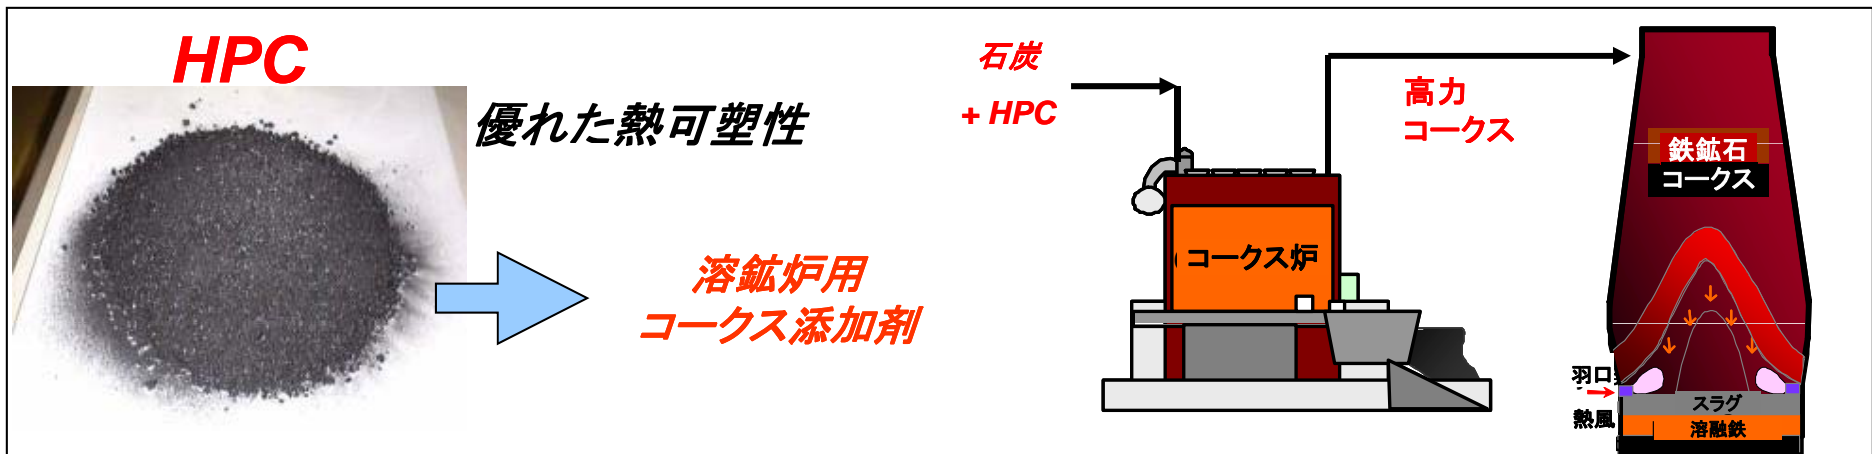 HPC
優れた熱可塑性
溶鉱炉用
コークス添加剤
石炭
+ HPC
コークス炉
高力
コークス
鉄鉱石
コークス
羽口
熱風
スラグ
溶融鉄